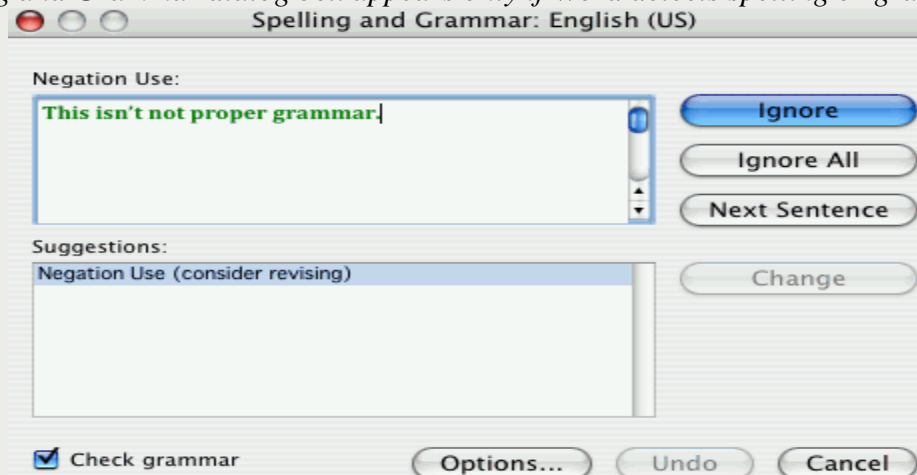 Spelling and Grammar: English (US)
Negation Use:
This isn't not proper grammar.
Ignore
Ignore All
Next Sentence
Suggestions:
Negation Use (consider revising)
Change
Check grammar
Options...
Undo
Cancel